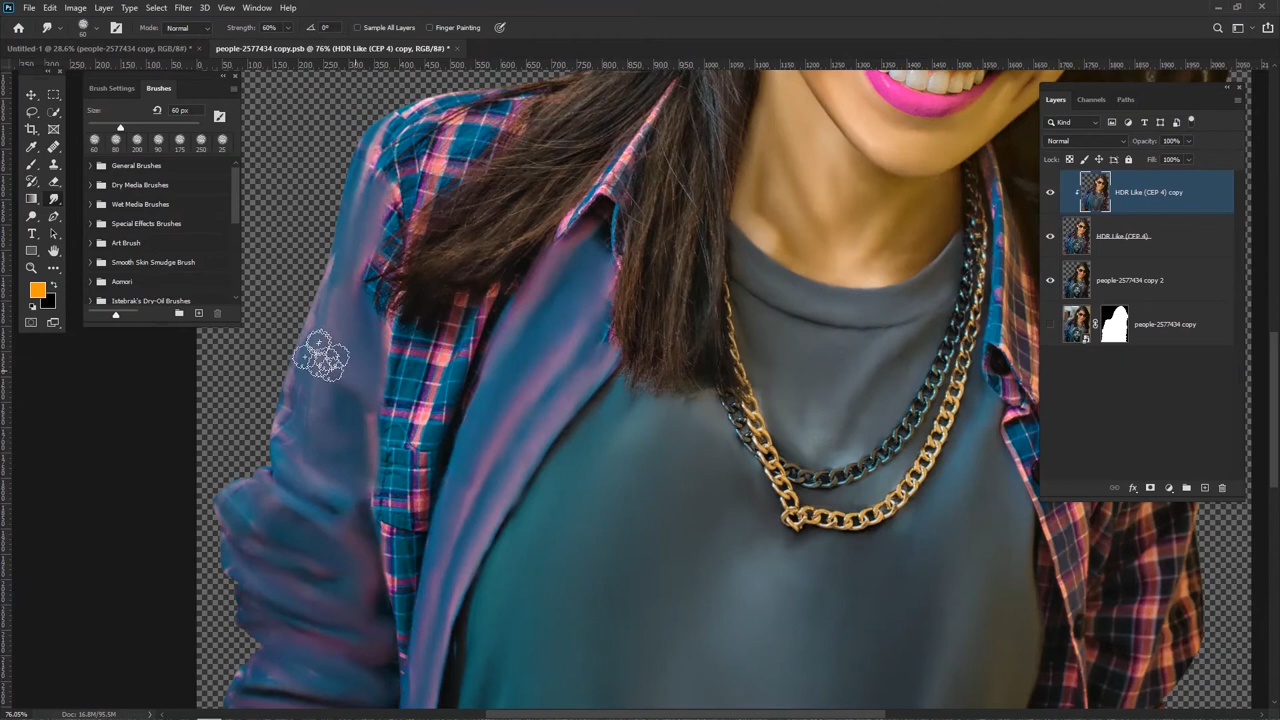 File Edit Image Layer Type Select Filter 3D View Window Help
60 Mode: Normal Strength: 60% 0° Sample All Layers Finger Painting
Untitled-1 @ 28.6% (people-2577434 copy, RGB/8#) * × people-2577434 copy.psb @ 76% (HDR Like (CEP 4) copy, RGB/8#) * ×
Brush Settings Brushes
Size: 60 px
60 80 200 90 175 250 25
General Brushes
Dry Media Brushes
Wet Media Brushes
Special Effects Brushes
Art Brush
Smooth Skin Smudge Brush
Aomori
Istebrak's Dry-Oil Brushes
Layers Channels Paths
Kind
Normal Opacity: 100%
Lock: Fill: 100%
HDR Like (CEP 4) copy
HDR Like (CEP 4)
people-2577434 copy 2
people-2577434 copy
76.05% Doc: 16.8M/95.5M